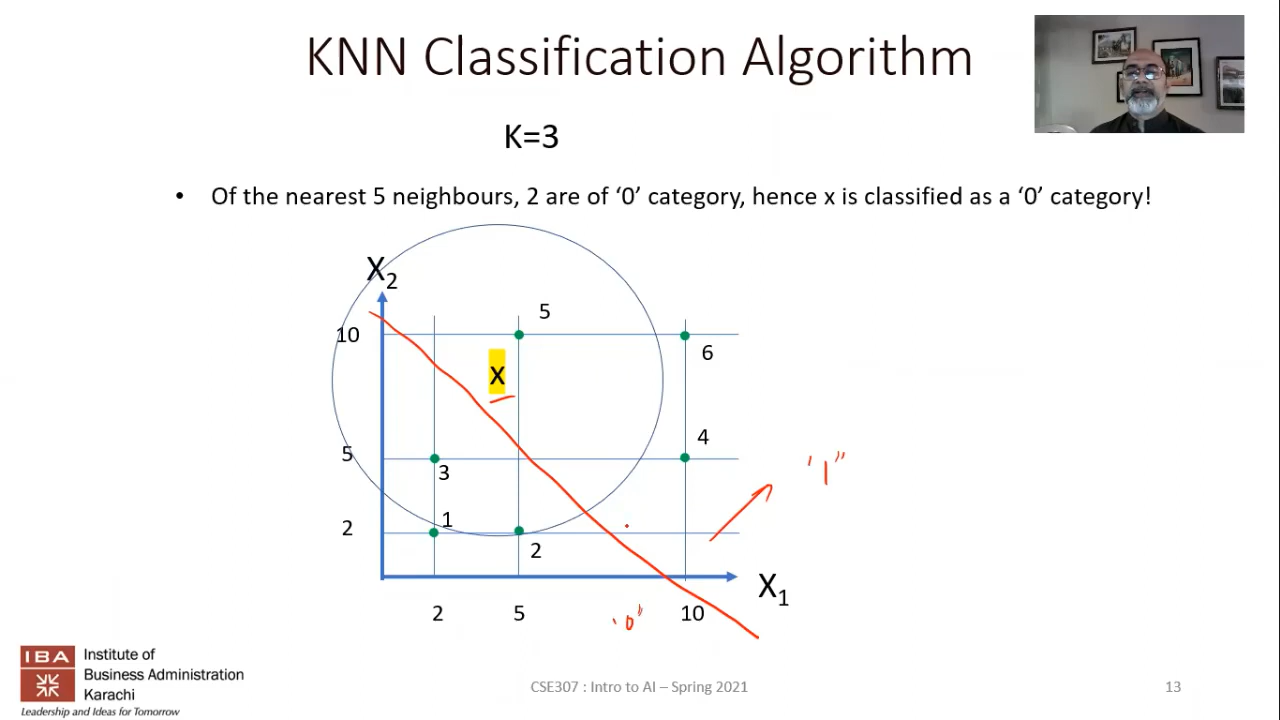 KNN Classification Algorithm
K=3
• Of the nearest 5 neighbours, 2 are of ‘0’ category, hence x is classified as a ‘0’ category!
X2
5
10
6
X
4
5
3
'1"
1
2
2
X1
2
5
10
'0'
IBA
Institute of
Business Administration
Karachi
Leadership and Ideas for Tomorrow
CSE307 : Intro to AI – Spring 2021
13